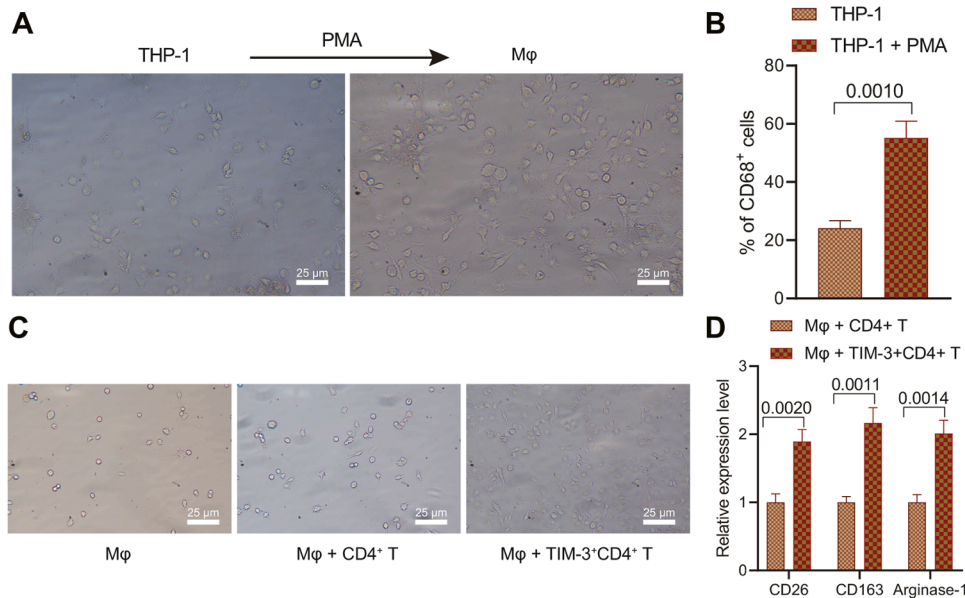 A
THP-1
PMA
Mφ
25 μm
25 μm
B
THP-1
THP-1 + PMA
80
60
40
20
0
% of CD68⁺ cells
0.0010
C
25 μm
25 μm
25 μm
Mφ
Mφ + CD4⁺ T
Mφ + TIM-3⁺CD4⁺ T
D
Mφ + CD4+ T
Mφ + TIM-3+CD4+ T
3
2
1
0
Relative expression level
0.0020
0.0011
0.0014
CD26
CD163
Arginase-1